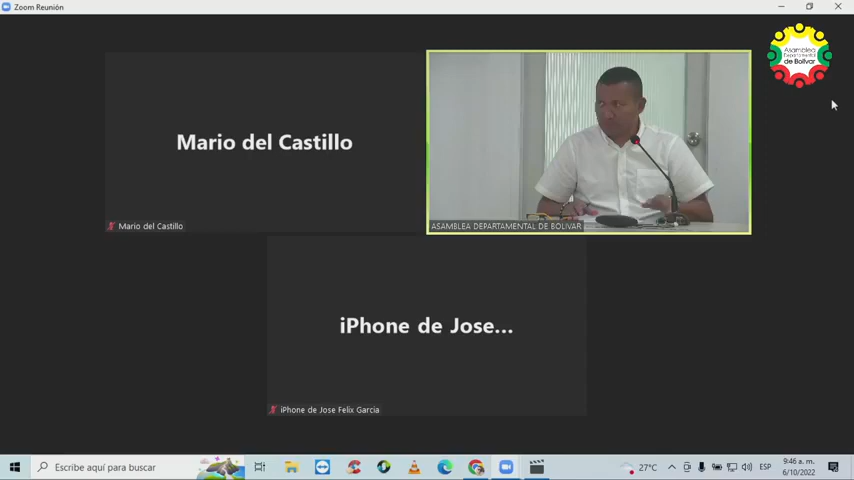 Zoom Reunión
Asamblea
Departamental
de Bolívar
Mario del Castillo
Mario del Castillo
ASAMBLEA DEPARTAMENTAL DE BOLIVAR
iPhone de Jose...
iPhone de Jose Felix Garcia
Escribe aquí para buscar
27°C
ESP
9:46 a. m.
6/10/2022